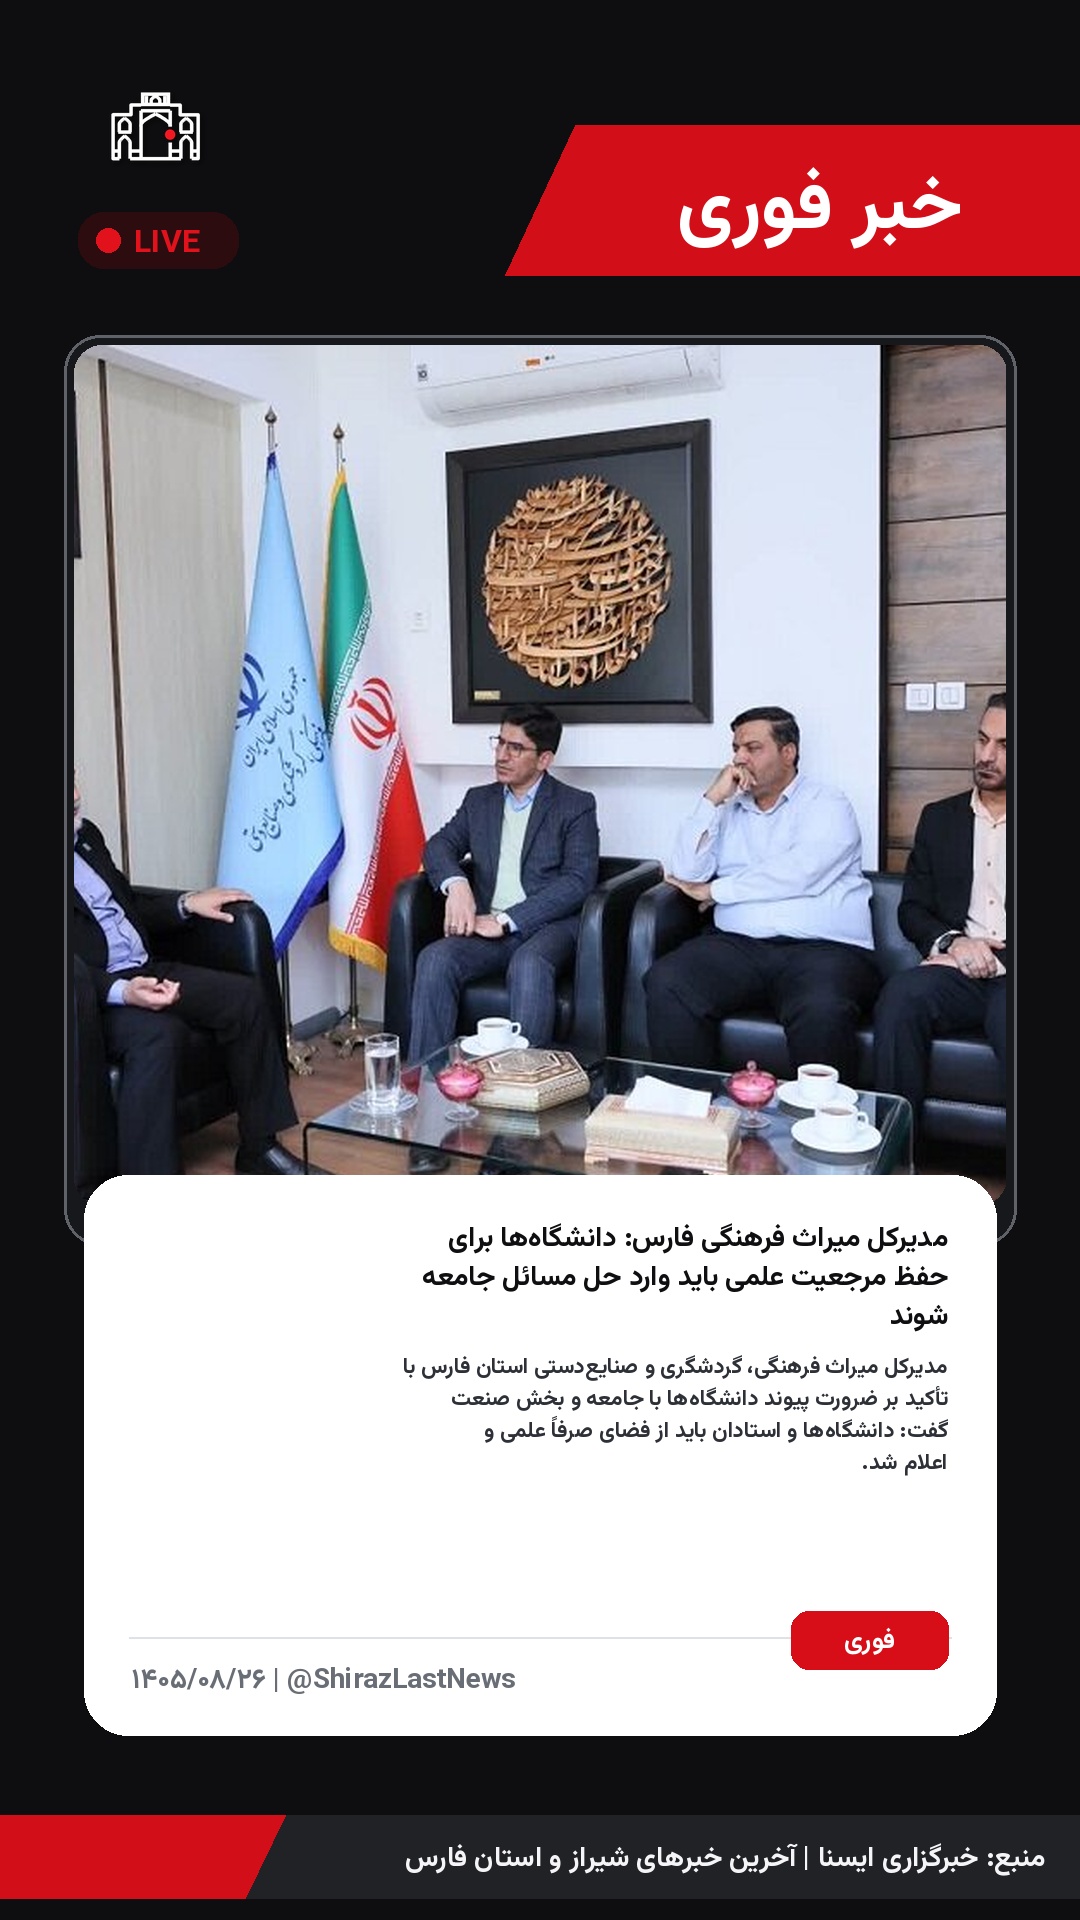 خبر فوری
LIVE
جمهوری اسلامی ایران
مدیرکل میراث فرهنگی فارس: دانشگاه‌ها برای
حفظ مرجعیت علمی باید وارد حل مسائل جامعه
شوند
مدیرکل میراث فرهنگی، گردشگری و صنایع‌دستی استان فارس با
تأکید بر ضرورت پیوند دانشگاه‌ها با جامعه و بخش صنعت
گفت: دانشگاه‌ها و استادان باید از فضای صرفاً علمی و
اعلام شد.
فوری
۱۴۰۵/۰۸/۲۶ | @ShirazLastNews
منبع: خبرگزاری ایسنا | آخرین خبرهای شیراز و استان فارس